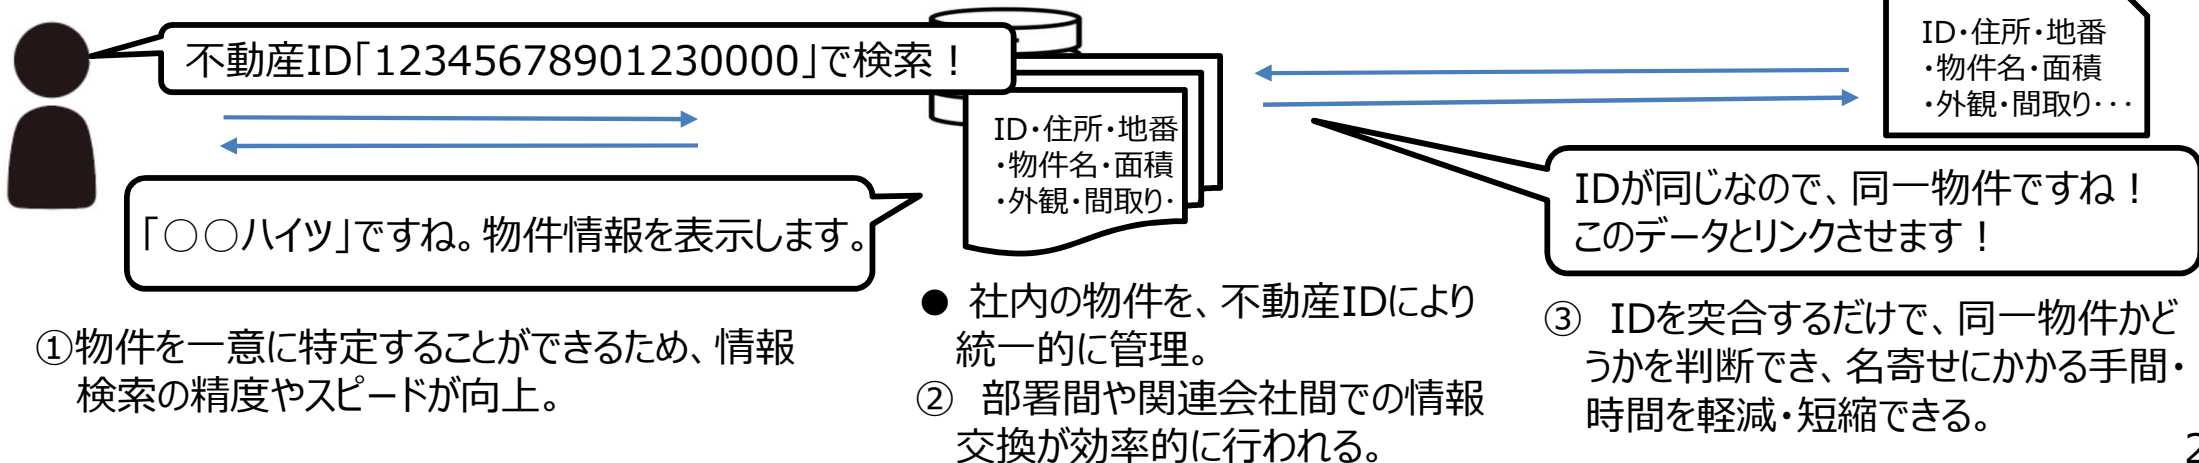 不動産ID「12345678901230000」で検索！
「○○ハイツ」ですね。物件情報を表示します。
①物件を一意に特定することができるため、情報
検索の精度やスピードが向上。
ID・住所・地番
・物件名・面積
・外観・間取り・
● 社内の物件を、不動産IDにより
統一的に管理。
② 部署間や関連会社間での情報
交換が効率的に行われる。
ID・住所・地番
・物件名・面積
・外観・間取り・・・
IDが同じなので、同一物件ですね！
このデータとリンクさせます！
③ IDを突合するだけで、同一物件かど
うかを判断でき、名寄せにかかる手間・
時間を軽減・短縮できる。